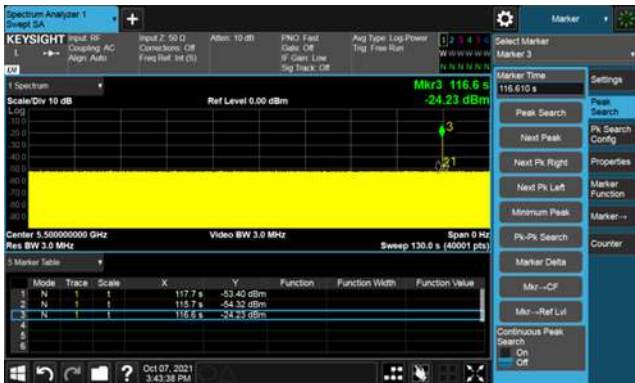 Spectrum Analyzer 1
Swept SA
Marker
KEYSIGHT Input: RF
Coupling: AC
Align: Auto
Input Z: 50 Ω
Corrections: Off
Freq Ref: Int (S)
Atten: 10 dB
PNO: Fast
Gate: Off
IF Gain: Low
Sig Track: Off
Avg Type: Log-Power
Trig: Free Run
1 2 3 4 5 6
W W W W W W
N N N N N N
Select Marker
Marker 3
1 Spectrum
Scale/Div 10 dB
Ref Level 0.00 dBm
Mkr3 116.6 s
-24.23 dBm
Log
3
21
Center 5.500000000 GHz
Res BW 3.0 MHz
Video BW 3.0 MHz
Span 0 Hz
Sweep 130.0 s (40001 pts)
Marker Time
116.610 s
Peak Search
Next Peak
Next Pk Right
Next Pk Left
Minimum Peak
Pk-Pk Search
Marker Delta
Mkr→CF
Mkr→Ref Lvl
Continuous Peak
Search
On
Off
Settings
Peak
Search
Pk Search
Config
Properties
Marker
Function
Marker→
Counter
5 Marker Table
Mode Trace Scale X Y Function Function Width Function Value
1 N 1 t 117.7 s -53.40 dBm
2 N 1 t 115.7 s -54.32 dBm
3 N 1 t 116.6 s -24.23 dBm
4
5
6
Oct 07, 2021
3:43:38 PM